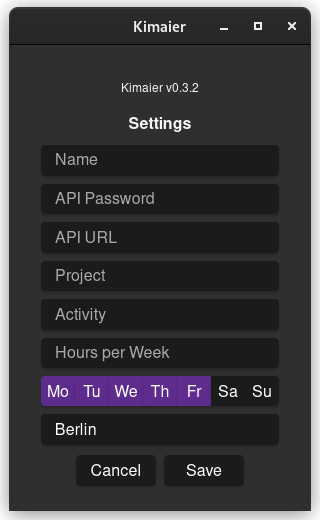 Kimaier
Kimaier v0.3.2
Settings
Name
API Password
API URL
Project
Activity
Hours per Week
Mo Tu We Th Fr Sa Su
Berlin
Cancel Save